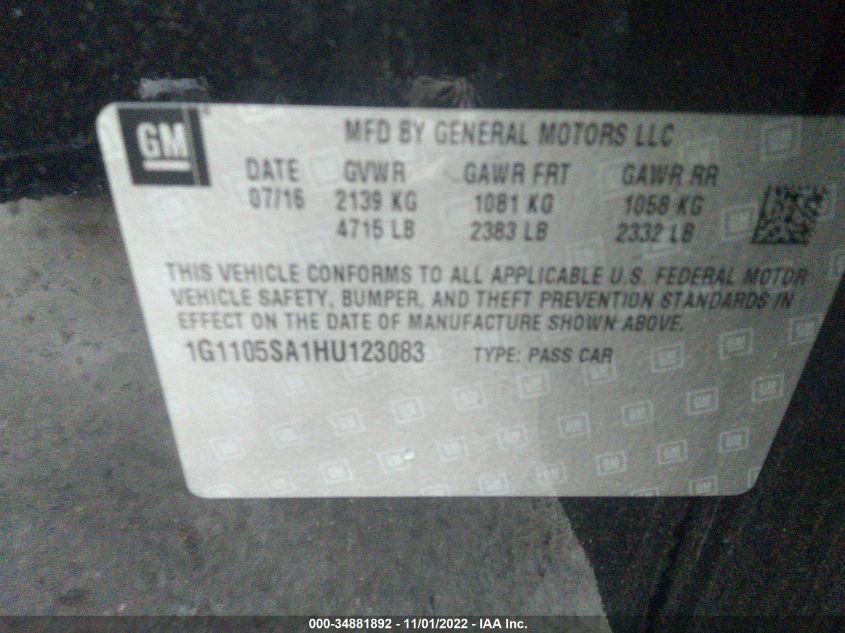 GM
MFD BY GENERAL MOTORS LLC
DATE GVWR GAWR FRT GAWR RR
07/16 2139 KG 1081 KG 1058 KG
4715 LB 2383 LB 2332 LB
THIS VEHICLE CONFORMS TO ALL APPLICABLE U.S. FEDERAL MOTOR
VEHICLE SAFETY, BUMPER, AND THEFT PREVENTION STANDARDS IN
EFFECT ON THE DATE OF MANUFACTURE SHOWN ABOVE.
1G1105SA1HU123083 TYPE: PASS CAR
000-34881892 - 11/01/2022 - IAA Inc.